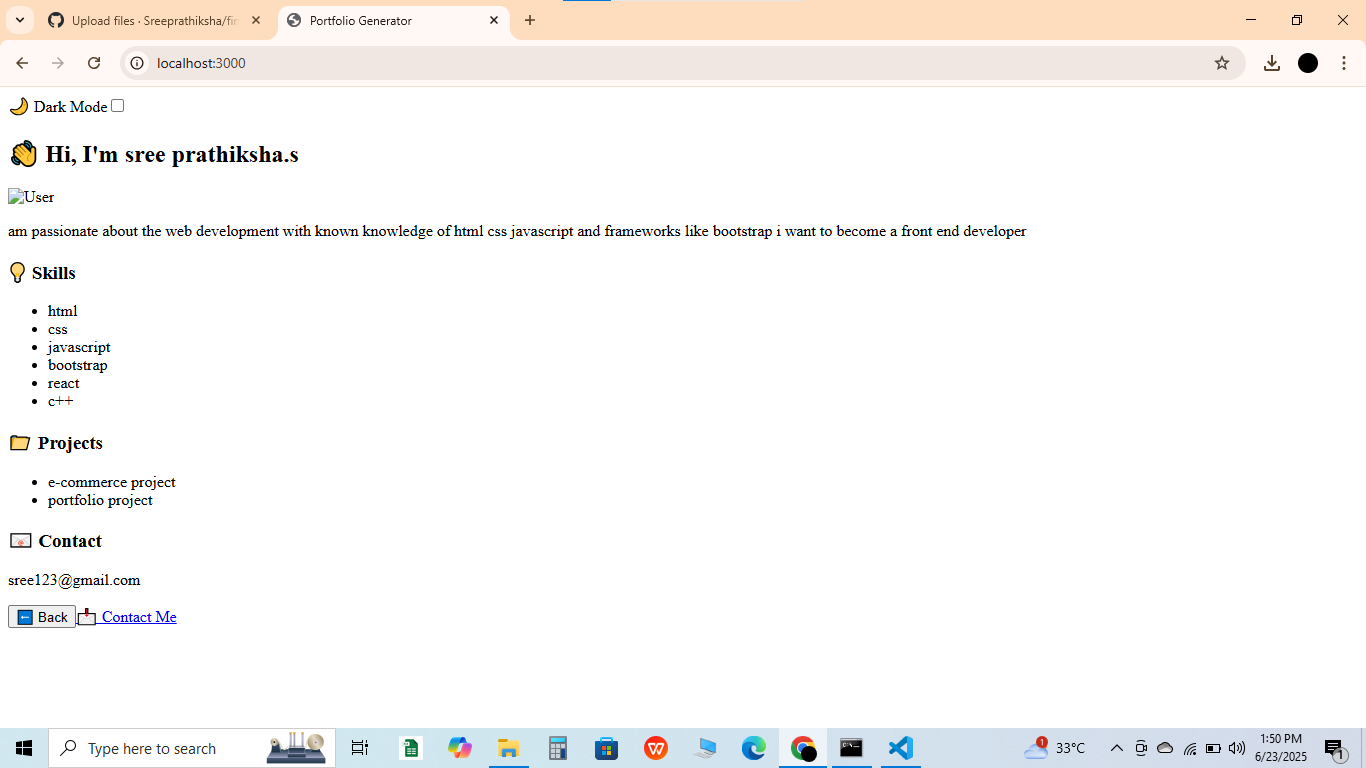 Upload files · Sreeprathiksha/fir
Portfolio Generator
localhost:3000
🌙 Dark Mode
👋 Hi, I'm sree prathiksha.s
User
am passionate about the web development with known knowledge of html css javascript and frameworks like bootstrap i want to become a front end developer
💡 Skills
• html
• css
• javascript
• bootstrap
• react
• c++
📁 Projects
• e-commerce project
• portfolio project
📧 Contact
sree123@gmail.com
⬅ Back 📩 Contact Me
Type here to search
1
33°C
1:50 PM
6/23/2025
1